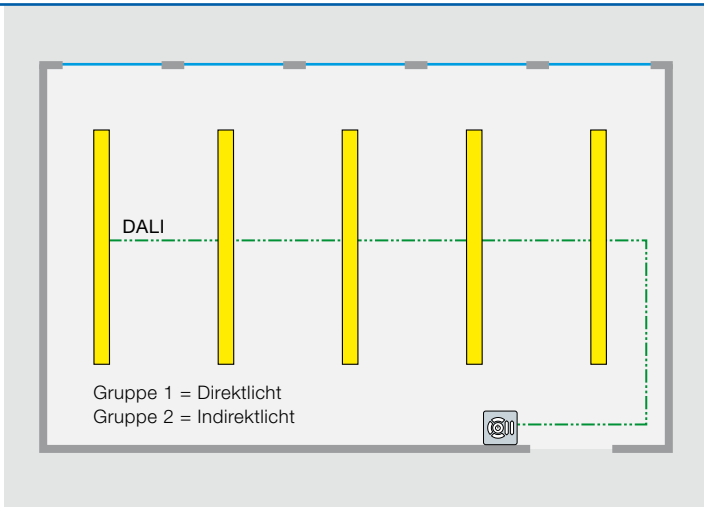 DALI
Gruppe 1 = Direktlicht
Gruppe 2 = Indirektlicht